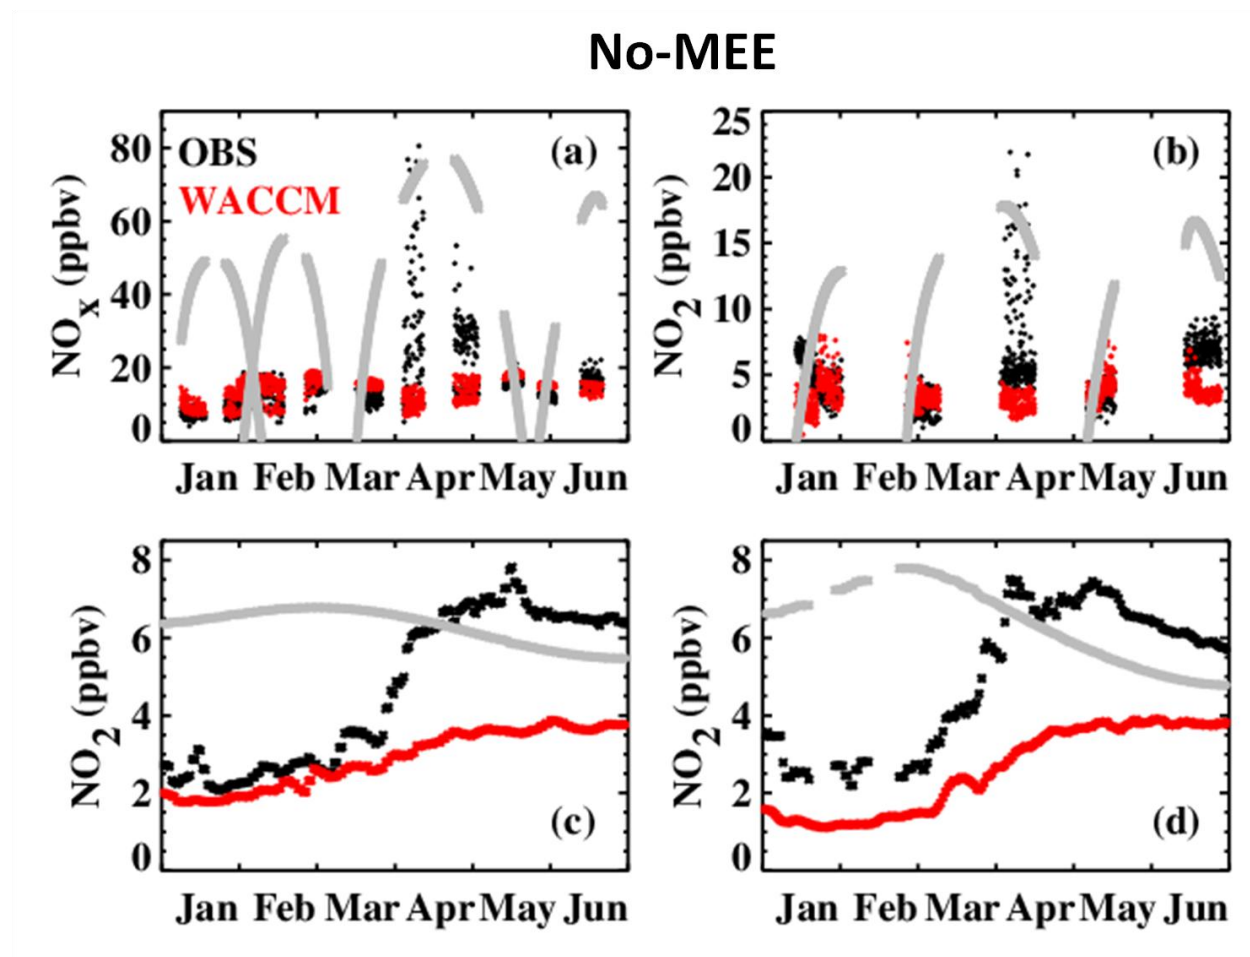 No-MEE
OBS
WACCM
(a)
NOx (ppbv)
80
60
40
20
0
Jan Feb Mar Apr May Jun
(b)
NO2 (ppbv)
25
20
15
10
5
0
Jan Feb Mar Apr May Jun
(c)
NO2 (ppbv)
8
6
4
2
0
Jan Feb Mar Apr May Jun
(d)
NO2 (ppbv)
8
6
4
2
0
Jan Feb Mar Apr May Jun